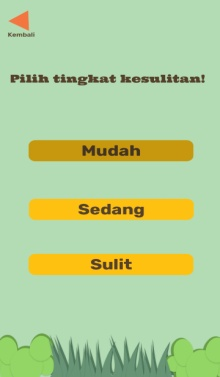 Kembali
Pilih tingkat kesulitan!
Mudah
Sedang
Sulit